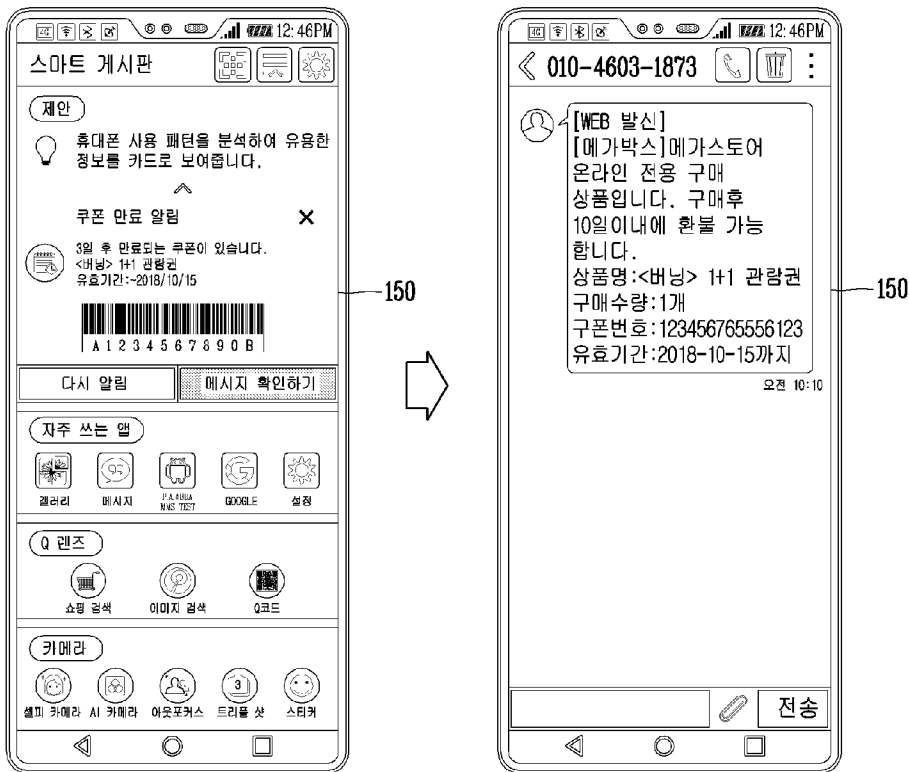 12:46PM
스마트 게시판
제안
휴대폰 사용 패턴을 분석하여 유용한
정보를 카드로 보여줍니다.
쿠폰 만료 알림
3일 후 만료되는 쿠폰이 있습니다.
<버닝> 1+1 관람권
유효기간:~2018/10/15
A1234567890B
다시 알림
메시지 확인하기
자주 쓰는 앱
갤러리
메시지
MMS TEST
GOOGLE
설정
Q 렌즈
쇼핑 검색
이미지 검색
Q코드
카메라
3
셀피 카메라
AI 카메라
아웃포커스
트리플 샷
스티커
150
12:46PM
010-4603-1873
[WEB 발신]
[메가박스]메가스토어
온라인 전용 구매
상품입니다. 구매후
10일이내에 환불 가능
합니다.
상품명:<버닝> 1+1 관람권
구매수량:1개
구폰번호:123456765556123
유효기간:2018-10-15까지
오전 10:10
전송
150